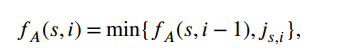 f_A(s, i) = min{f_A(s, i − 1), j_{s,i}},